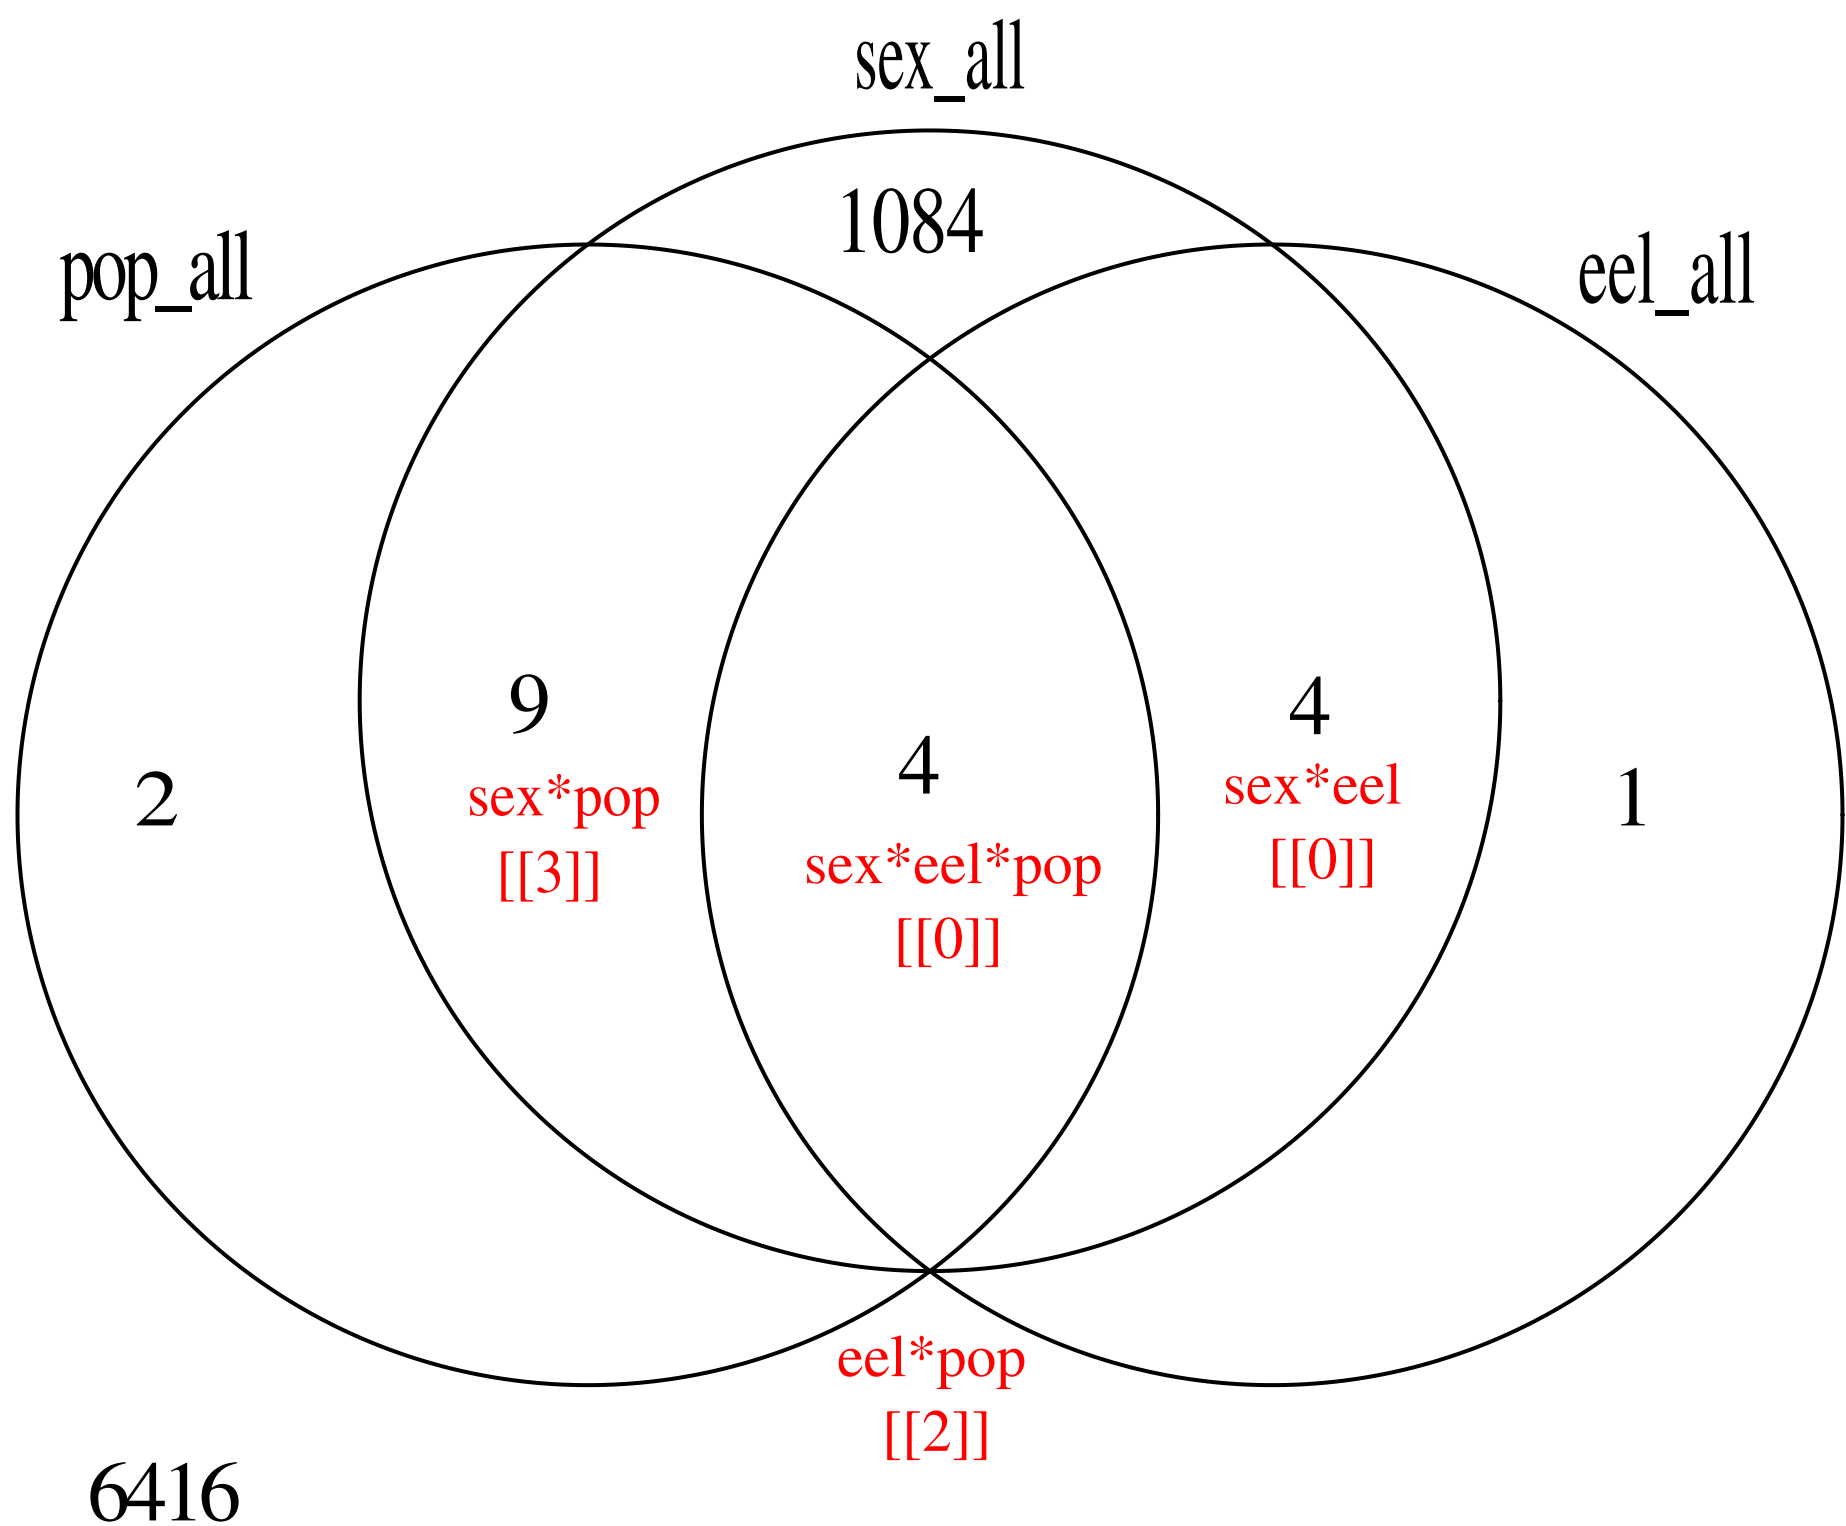 sex_all
1084
pop_all
eel_all
9
sex*pop
[[3]]
4
sex*eel*pop
[[0]]
4
sex*eel
[[0]]
2
1
eel*pop
[[2]]
6416